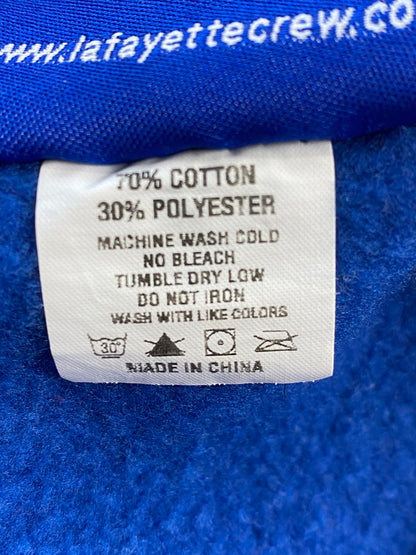 www.lafayettecrew.co
70% COTTON
30% POLYESTER
MACHINE WASH COLD
NO BLEACH
TUMBLE DRY LOW
DO NOT IRON
WASH WITH LIKE COLORS
30°
MADE IN CHINA